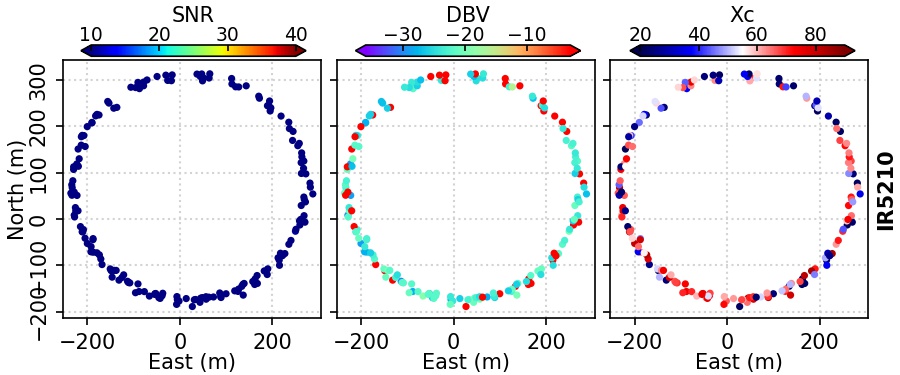 SNR DBV Xc
10 20 30 40 −30 −20 −10 20 40 60 80
300
200
100
0
−100
−200
North (m)
−200 0 200 −200 0 200 −200 0 200
East (m) East (m) East (m)
IR5210